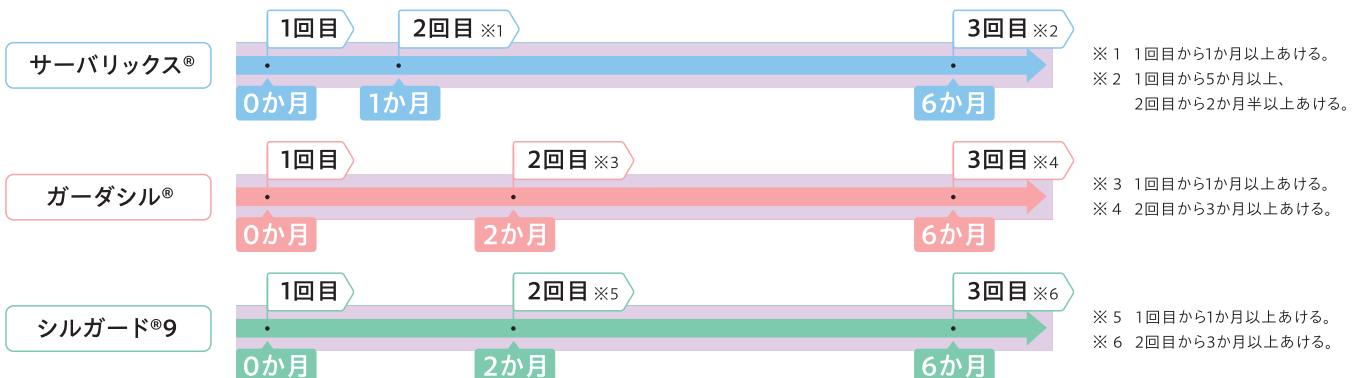 1回目
2回目 ※1
3回目 ※2
サーバリックス®
0か月
1か月
6か月
※1 1回目から1か月以上あける。
※2 1回目から5か月以上、
2回目から2か月半以上あける。
1回目
2回目 ※3
3回目 ※4
ガーダシル®
0か月
2か月
6か月
※3 1回目から1か月以上あける。
※4 2回目から3か月以上あける。
1回目
2回目 ※5
3回目 ※6
シルガード®9
0か月
2か月
6か月
※5 1回目から1か月以上あける。
※6 2回目から3か月以上あける。